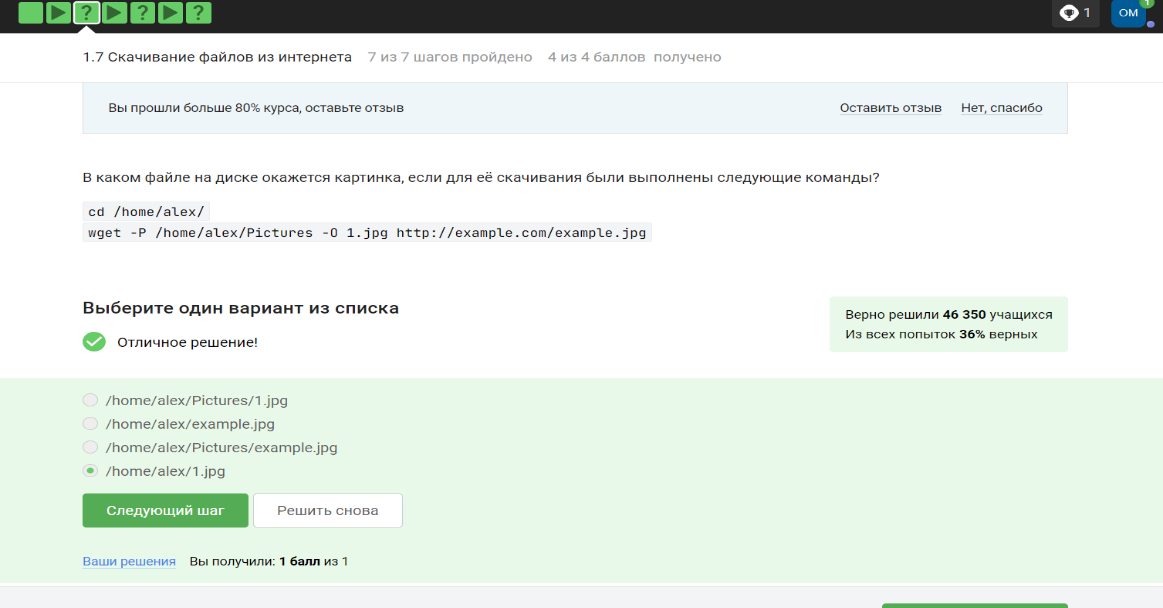 ? ? ?
1
ОМ
1
1.7 Скачивание файлов из интернета 7 из 7 шагов пройдено 4 из 4 баллов получено
Вы прошли больше 80% курса, оставьте отзыв Оставить отзыв Нет, спасибо
В каком файле на диске окажется картинка, если для её скачивания были выполнены следующие команды?
cd /home/alex/
wget -P /home/alex/Pictures -O 1.jpg http://example.com/example.jpg
Выберите один вариант из списка
Отличное решение!
Верно решили 46 350 учащихся
Из всех попыток 36% верных
/home/alex/Pictures/1.jpg
/home/alex/example.jpg
/home/alex/Pictures/example.jpg
/home/alex/1.jpg
Следующий шаг Решить снова
Ваши решения Вы получили: 1 балл из 1